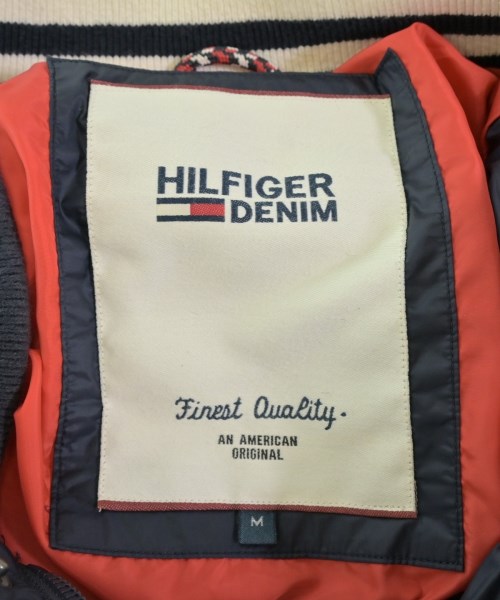 HILFIGER
DENIM
Finest Quality.
AN AMERICAN
ORIGINAL
M